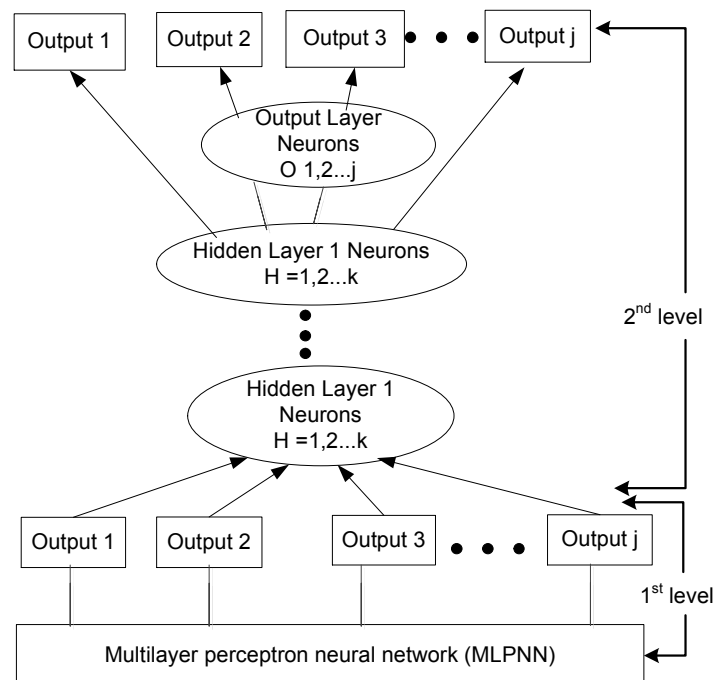 Output 1
Output 2
Output 3
Output j
Output Layer
Neurons
O 1,2...j
Hidden Layer 1 Neurons
H =1,2...k
2nd level
Hidden Layer 1
Neurons
H =1,2...k
Output 1
Output 2
Output 3
Output j
1st level
Multilayer perceptron neural network (MLPNN)